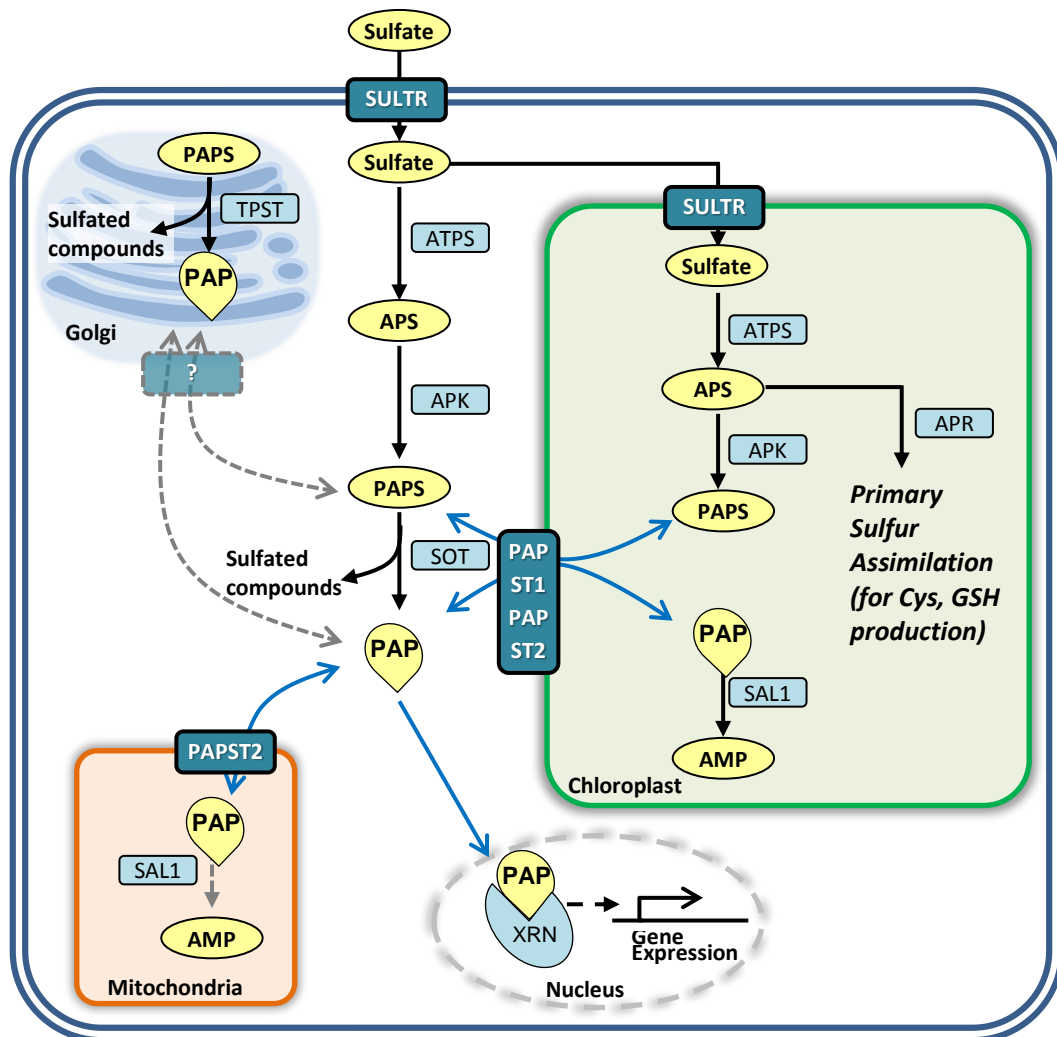 Sulfate
SULTR
Sulfate
PAPS
TPST
Sulfated
compounds
PAP
Golgi
?
ATPS
APS
APK
PAPS
SOT
Sulfated
compounds
PAP
SULTR
Sulfate
ATPS
APS
APR
APK
PAPS
Primary
Sulfur
Assimilation
(for Cys, GSH
production)
PAP
ST1
PAP
ST2
PAP
SAL1
AMP
Chloroplast
PAPST2
PAP
SAL1
AMP
Mitochondria
PAP
XRN
Gene
Expression
Nucleus